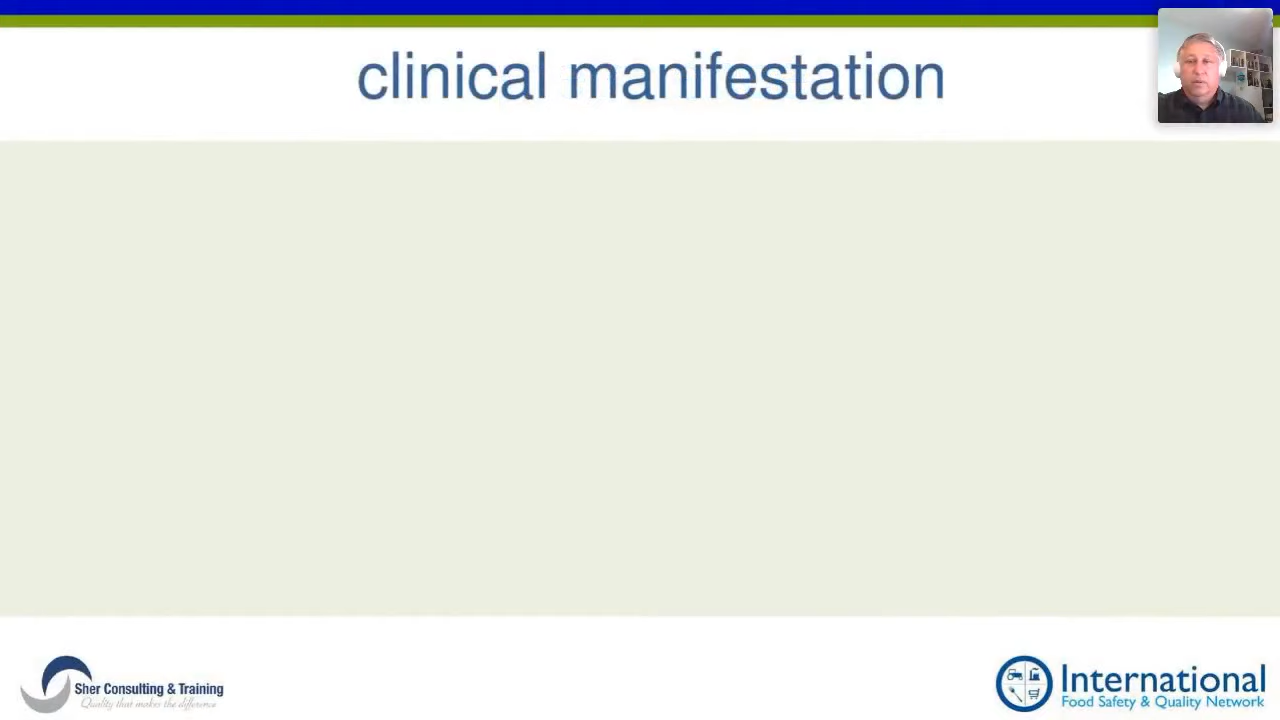 clinical manifestation
Sher Consulting & Training
Quality that makes the difference
International
Food Safety & Quality Network